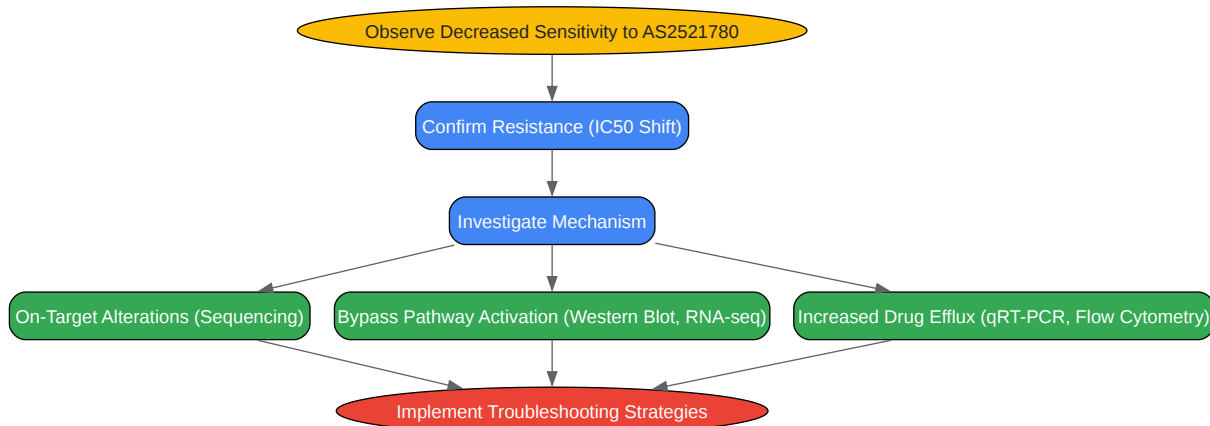 Observe Decreased Sensitivity to AS2521780
Confirm Resistance (IC50 Shift)
Investigate Mechanism
On-Target Alterations (Sequencing)
Bypass Pathway Activation (Western Blot, RNA-seq)
Increased Drug Efflux (qRT-PCR, Flow Cytometry)
Implement Troubleshooting Strategies